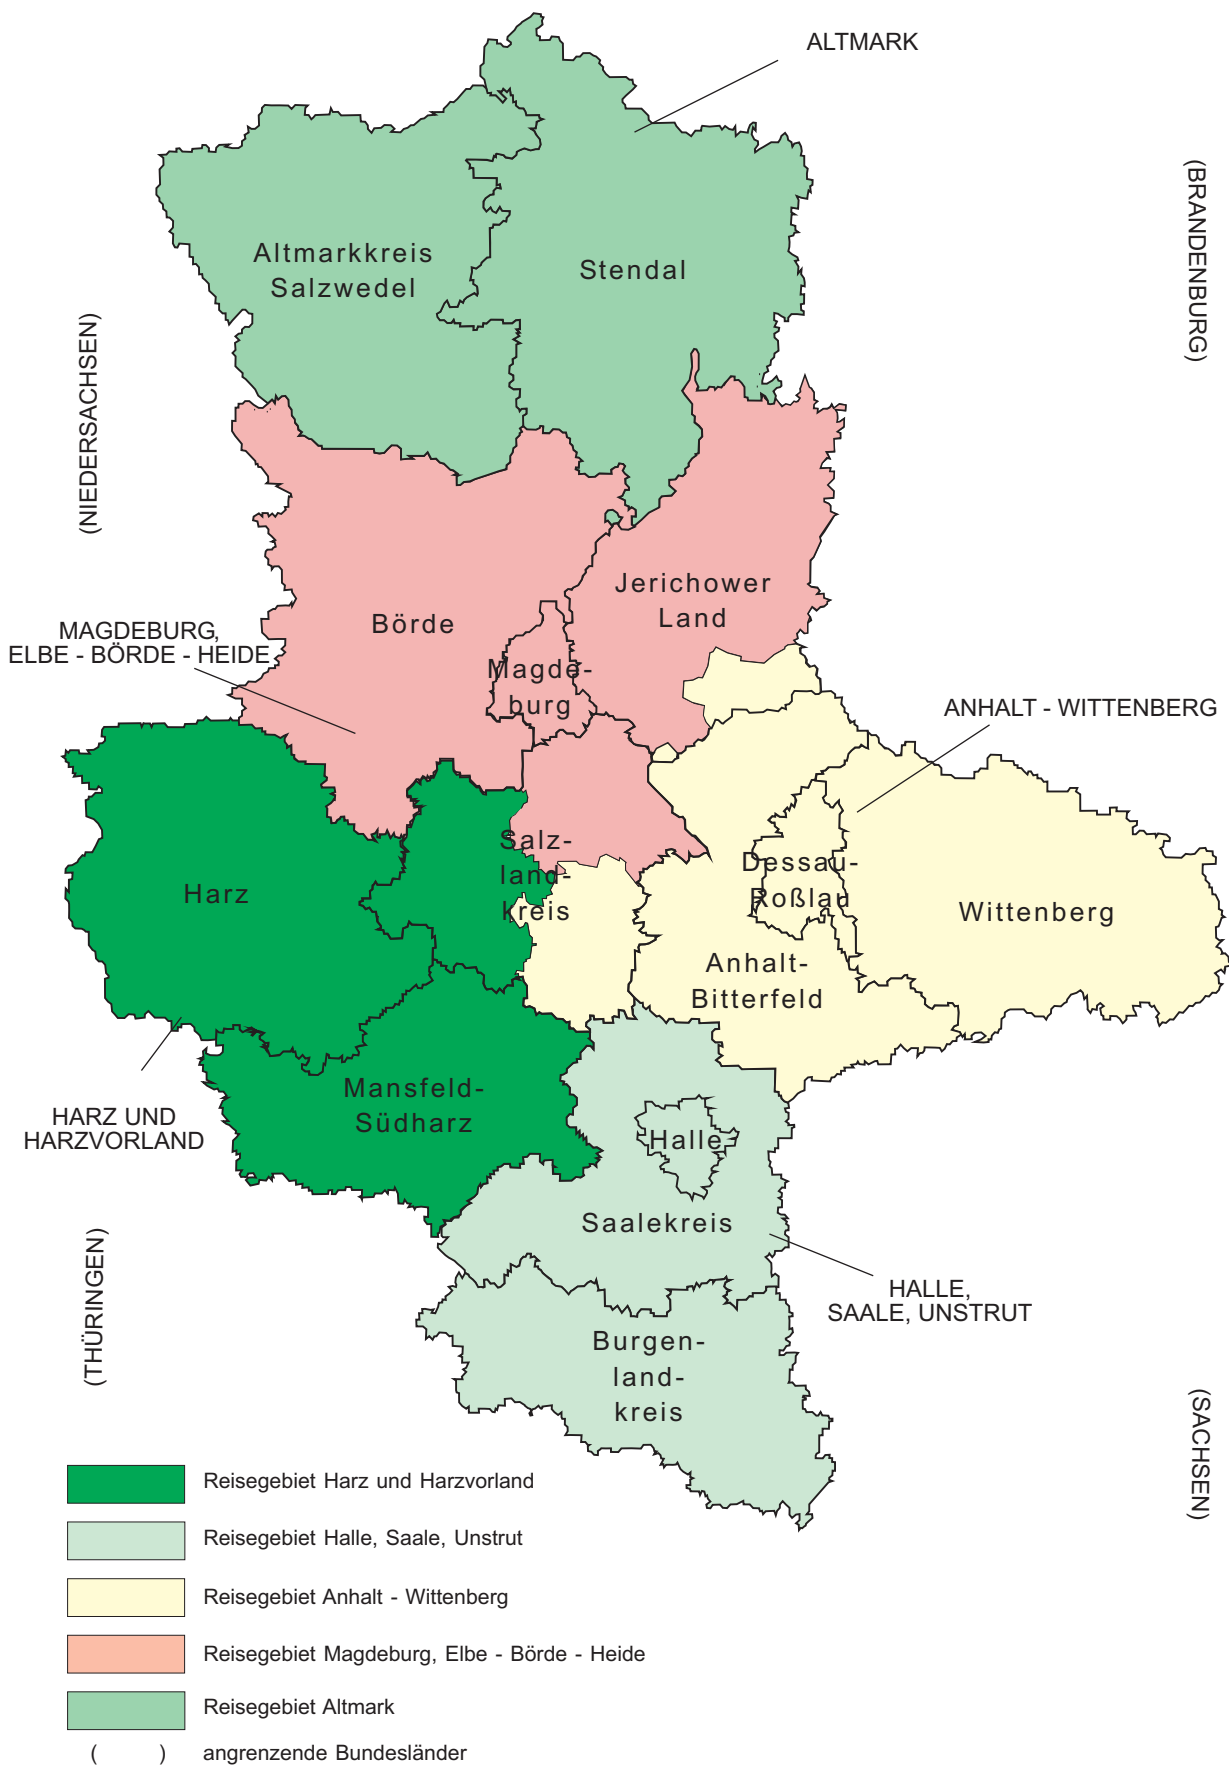 ALTMARK
(BRANDENBURG)
Altmarkkreis
Salzwedel
Stendal
(NIEDERSACHSEN)
Jerichower
Land
Börde
MAGDEBURG,
ELBE - BÖRDE - HEIDE
Magde-
burg
ANHALT - WITTENBERG
Salz-
land-
kreis
Dessau-
Roßlau
Harz
Wittenberg
Anhalt-
Bitterfeld
Mansfeld-
Südharz
HARZ UND
HARZVORLAND
Halle
Saalekreis
(THÜRINGEN)
HALLE,
SAALE, UNSTRUT
Burgen-
land-
kreis
(SACHSEN)
Reisegebiet Harz und Harzvorland
Reisegebiet Halle, Saale, Unstrut
Reisegebiet Anhalt - Wittenberg
Reisegebiet Magdeburg, Elbe - Börde - Heide
Reisegebiet Altmark
( ) angrenzende Bundesländer